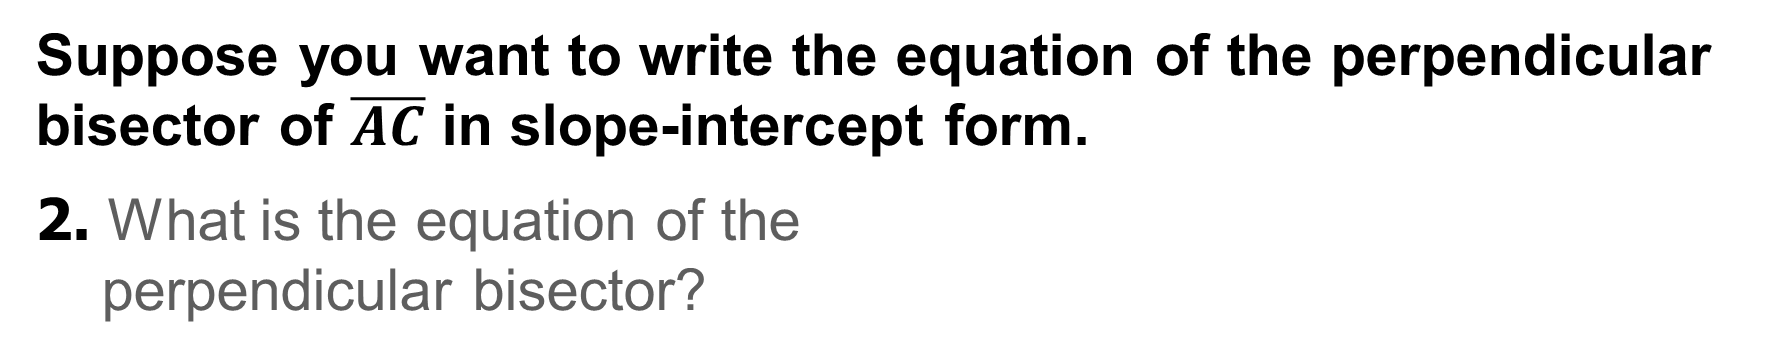 Suppose you want to write the equation of the perpendicular
bisector of $\overline{AC}$ in slope-intercept form.
2. What is the equation of the
perpendicular bisector?